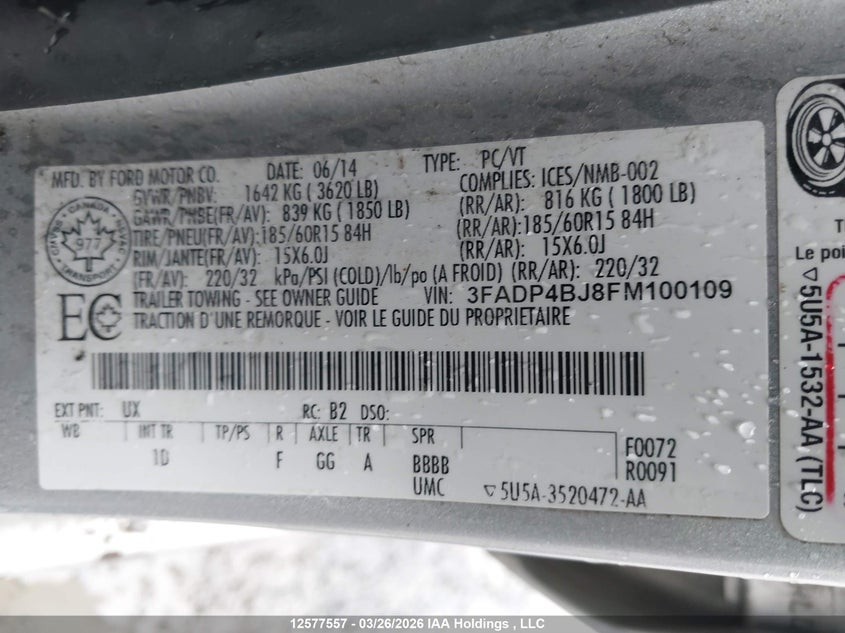 MFD. BY FORD MOTOR CO. DATE: 06/14 TYPE: PC/VT
GVWR/PNBV: 1642 KG ( 3620 LB) COMPLIES: ICES/NMB-002
GAWR/PNBE(FR/AV): 839 KG ( 1850 LB) (RR/AR): 816 KG ( 1800 LB)
TIRE/PNEU(FR/AV): 185/60R15 84H (RR/AR): 185/60R15 84H
RIM/JANTE(FR/AV): 15X6.0J (RR/AR): 15X6.0J
(FR/AV): 220/32 kPa/PSI (COLD)/lb/po (A FROID) (RR/AR): 220/32
TRAILER TOWING - SEE OWNER GUIDE VIN: 3FADP4BJ8FM100109
TRACTION D'UNE REMORQUE - VOIR LE GUIDE DU PROPRIETAIRE
CANADA
977
TRANSPORT
EC
EXT PNT: UX RC: B2 DSO:
WB INT TR TP/PS R AXLE TR SPR
1D F GG A BBBB
UMC
F0072
R0091
5U5A-3520472-AA
T
Le poi
5U5A-1532-AA (TLC)
12577557 - 03/26/2026 IAA Holdings , LLC